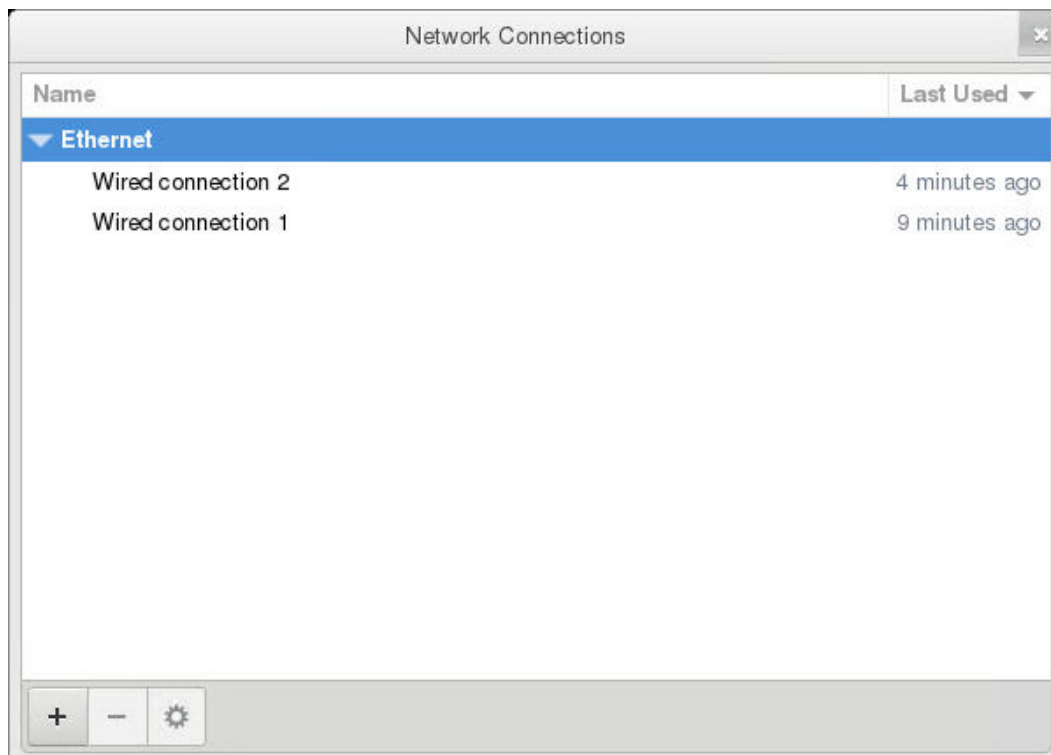 Network Connections
Name Last Used
Ethernet
Wired connection 2 4 minutes ago
Wired connection 1 9 minutes ago